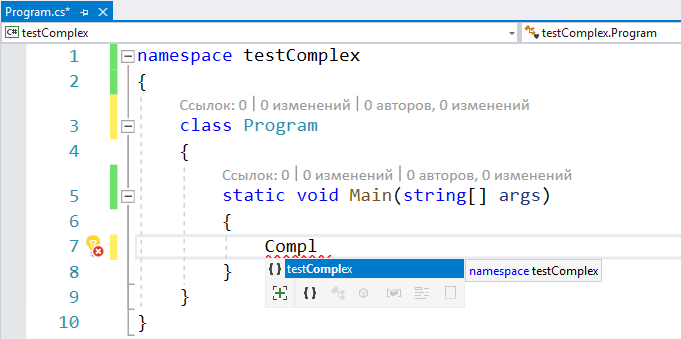 Program.cs*
testComplex testComplex.Program
1 namespace testComplex
2 {
Ссылок: 0 | 0 изменений | 0 авторов, 0 изменений
3 class Program
4 {
Ссылок: 0 | 0 изменений | 0 авторов, 0 изменений
5 static void Main(string[] args)
6 {
7 Compl
{} testComplex namespace testComplex
8 }
9 }
10 }